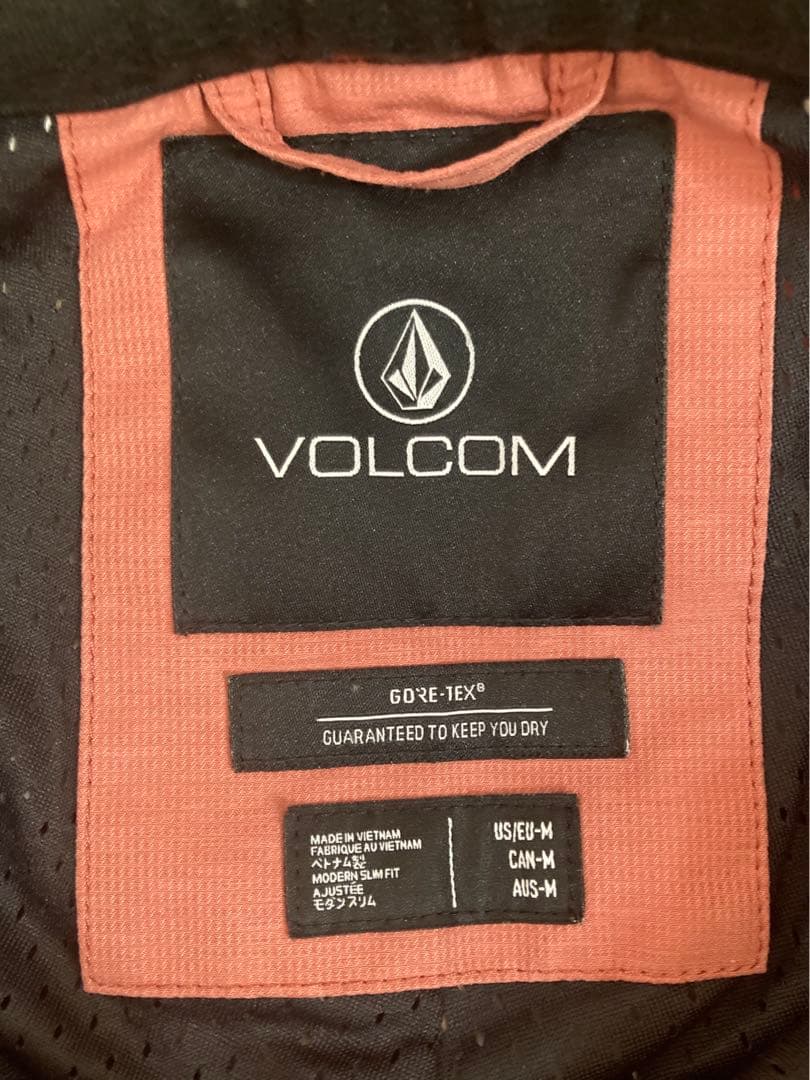 VOLCOM
GORE-TEX®
GUARANTEED TO KEEP YOU DRY
MADE IN VIETNAM
FABRIQUE AU VIETNAM
ベトナム製
MODERN SLIM FIT
AJUSTÉE
モダンスリム
US/EU-M
CAN-M
AUS-M